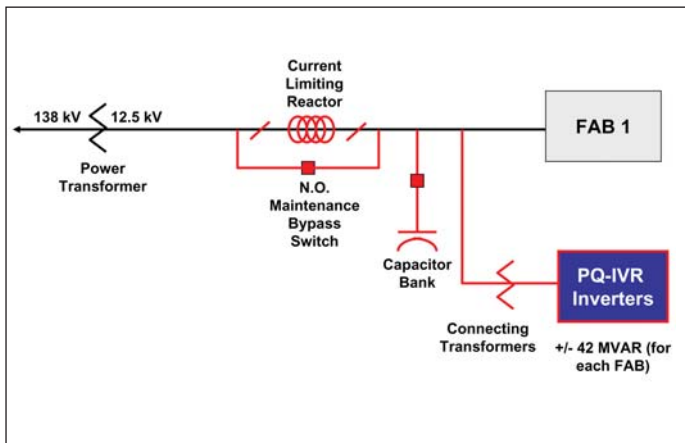 Current
Limiting
Reactor
138 kV
12.5 kV
FAB 1
Power
Transformer
N.O.
Maintenance
Bypass
Switch
Capacitor
Bank
PQ-IVR
Inverters
Connecting
Transformers
+/- 42 MVAR (for
each FAB)